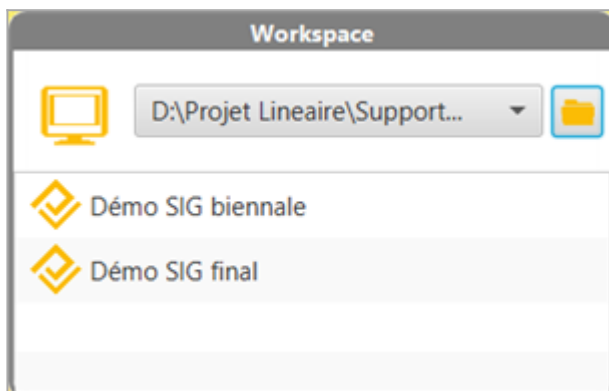 Workspace
D:\Projet Lineaire\Support...
Démo SIG biennale
Démo SIG final